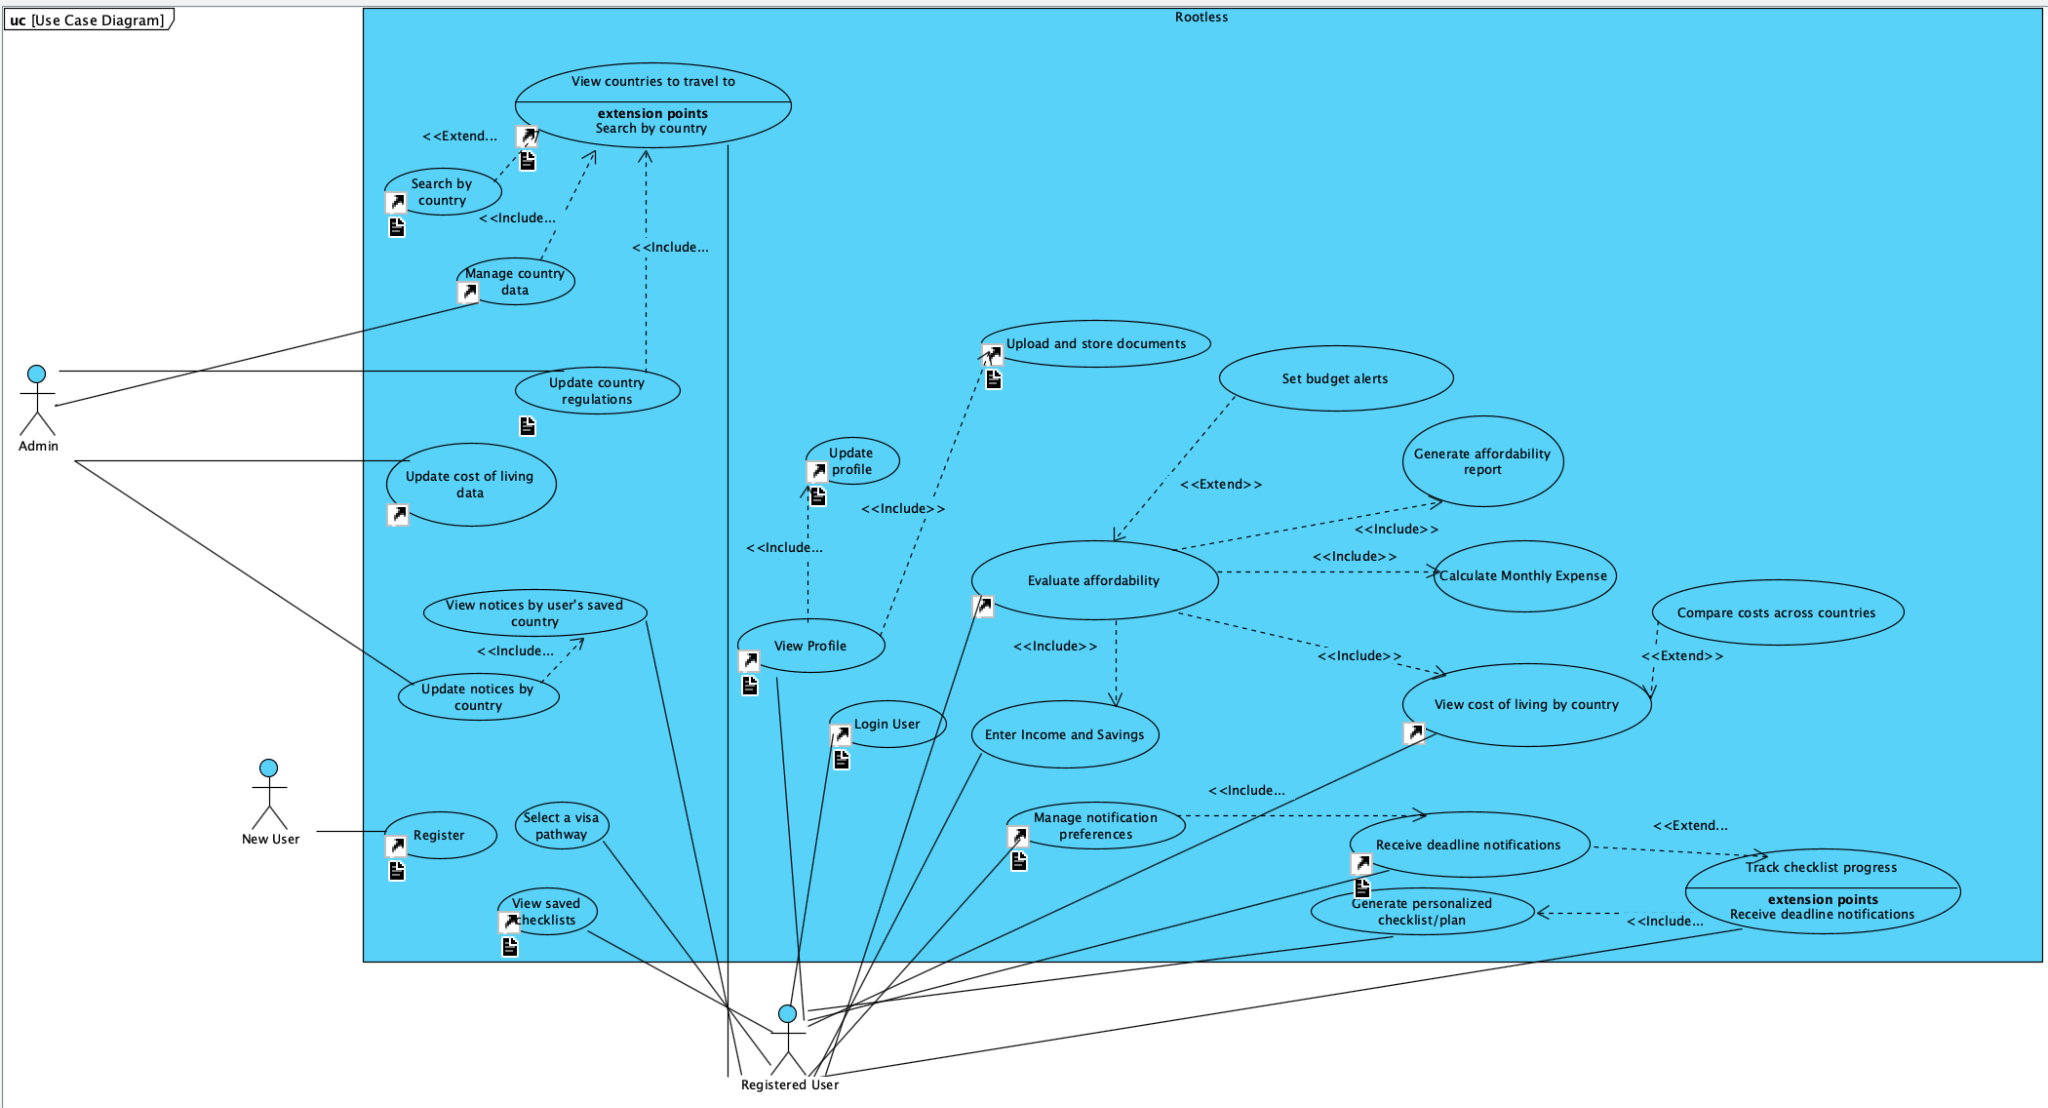 uc [Use Case Diagram]
Rootless
View countries to travel to
extension points
Search by country
<<Extend...
Search by
country
<<Include...
<<Include...
Manage country
data
Upload and store documents
Set budget alerts
Update country
regulations
Admin
Update
profile
Generate affordability
report
Update cost of living
data
<<Extend>>
<<Include>>
<<Include>>
<<Include...
<<Include>>
Evaluate affordability
Calculate Monthly Expense
View notices by user's saved
country
Compare costs across countries
<<Include...
View Profile
<<Include>>
<<Include>>
<<Extend>>
Update notices by
country
View cost of living by country
Login User
Enter Income and Savings
<<Include...
New User
Register
Select a visa
pathway
Manage notification
preferences
<<Extend...
Receive deadline notifications
Track checklist progress
extension points
Receive deadline notifications
View saved
checklists
Generate personalized
checklist/plan
<<Include...
Registered User